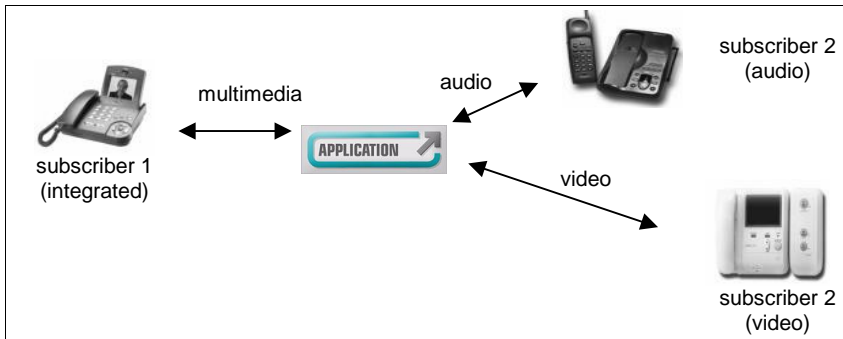 subscriber 2
(audio)
audio
multimedia
APPLICATION
subscriber 1
(integrated)
video
subscriber 2
(video)